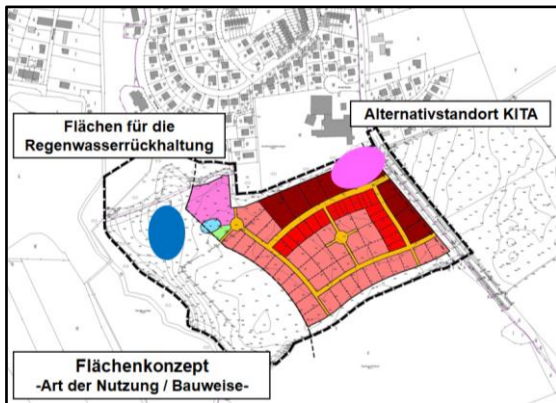 Flächen für die
Regenwasserrückhaltung
Alternativstandort KITA
Flächenkonzept
-Art der Nutzung / Bauweise-